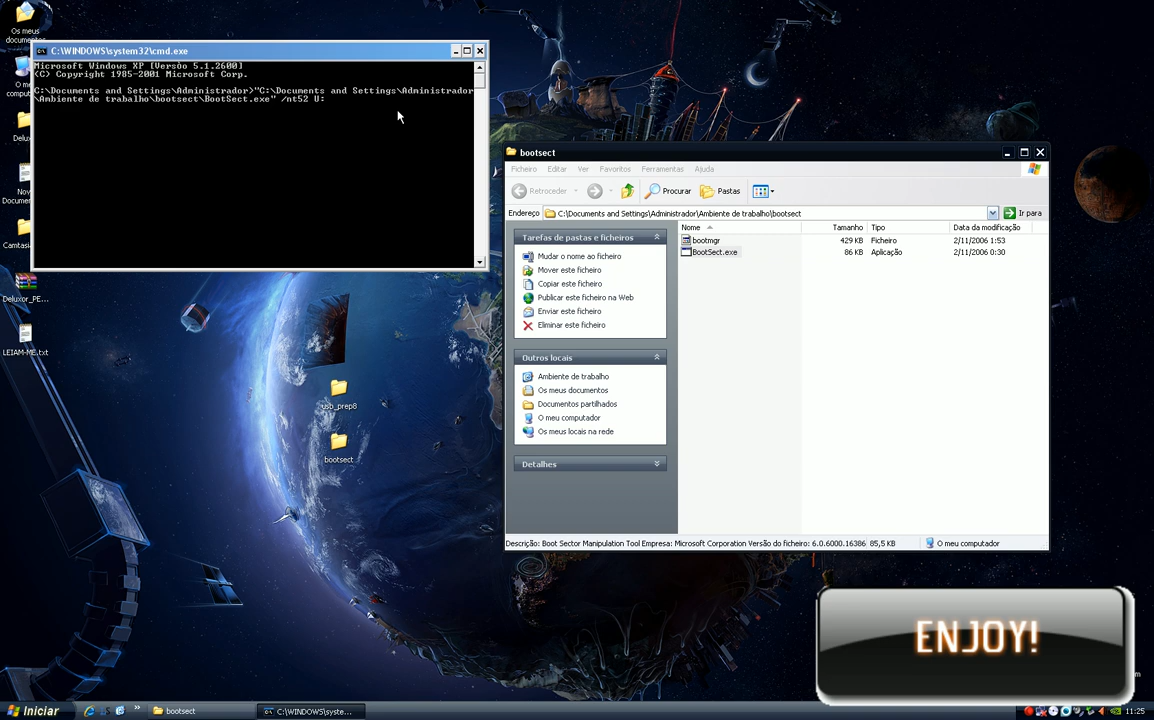 Os meus
documentos
C:\WINDOWS\system32\cmd.exe
Microsoft Windows XP [Versão 5.1.2600]
(C) Copyright 1985-2001 Microsoft Corp.
C:\Documents and Settings\Administrador>"C:\Documents and Settings\Administrador
\Ambiente de trabalho\bootsect\BootSect.exe" /nt52 U:
Delux
Nov
Camtasi
Deluxor_PE...
LEIAM-ME.txt
usb_prep8
bootsect
bootsect
Ficheiro Editar Ver Favoritos Ferramentas Ajuda
Retroceder Procurar Pastas
Endereço C:\Documents and Settings\Administrador\Ambiente de trabalho\bootsect Ir para
Nome Tamanho Tipo Data da modificação
bootmgr 429 KB Ficheiro 2/11/2006 1:53
BootSect.exe 86 KB Aplicação 2/11/2006 0:30
Tarefas de pastas e ficheiros
Mudar o nome ao ficheiro
Mover este ficheiro
Copiar este ficheiro
Publicar este ficheiro na Web
Enviar este ficheiro
Eliminar este ficheiro
Outros locais
Ambiente de trabalho
Os meus documentos
Documentos partilhados
O meu computador
Os meus locais na rede
Detalhes
Descrição: Boot Sector Manipulation Tool Empresa: Microsoft Corporation Versão do ficheiro: 6.0.6000.16386 85,5 KB O meu computador
ENJOY!
Iniciar bootsect C:\WINDOWS\syste... 11:25